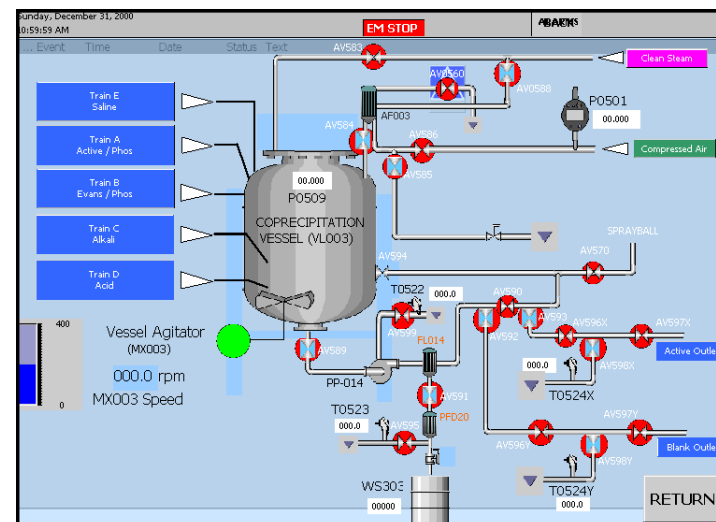 Sunday, December 31, 2000
10:59:59 AM
EM STOP
... Event Time Date Status Text
AV583
Clean Steam
AV0560
AV0588
P0501
00.000
AF003
AV584
AV586
Compressed Air
AV585
Train E
Saline
Train A
Active / Phos
Train B
Evans / Phos
Train C
Alkali
Train D
Acid
00.000
P0509
COPRECIPITATION
VESSEL (VL003)
SPRAYBALL
AV594
AV570
T0522
000.0
AV590
AV599
AV593
AV592
AV596X
AV597X
Active Outle
400
0
Vessel Agitator
(MX003)
000.0 rpm
MX003 Speed
AV589
FL014
PP-014
000.0
AV598X
T0524X
AV591
T0523
000.0
PFD20
AV595
AV597Y
AV596Y
Blank Outle
AV598Y
WS303
00000
T0524Y
000.0
RETURN